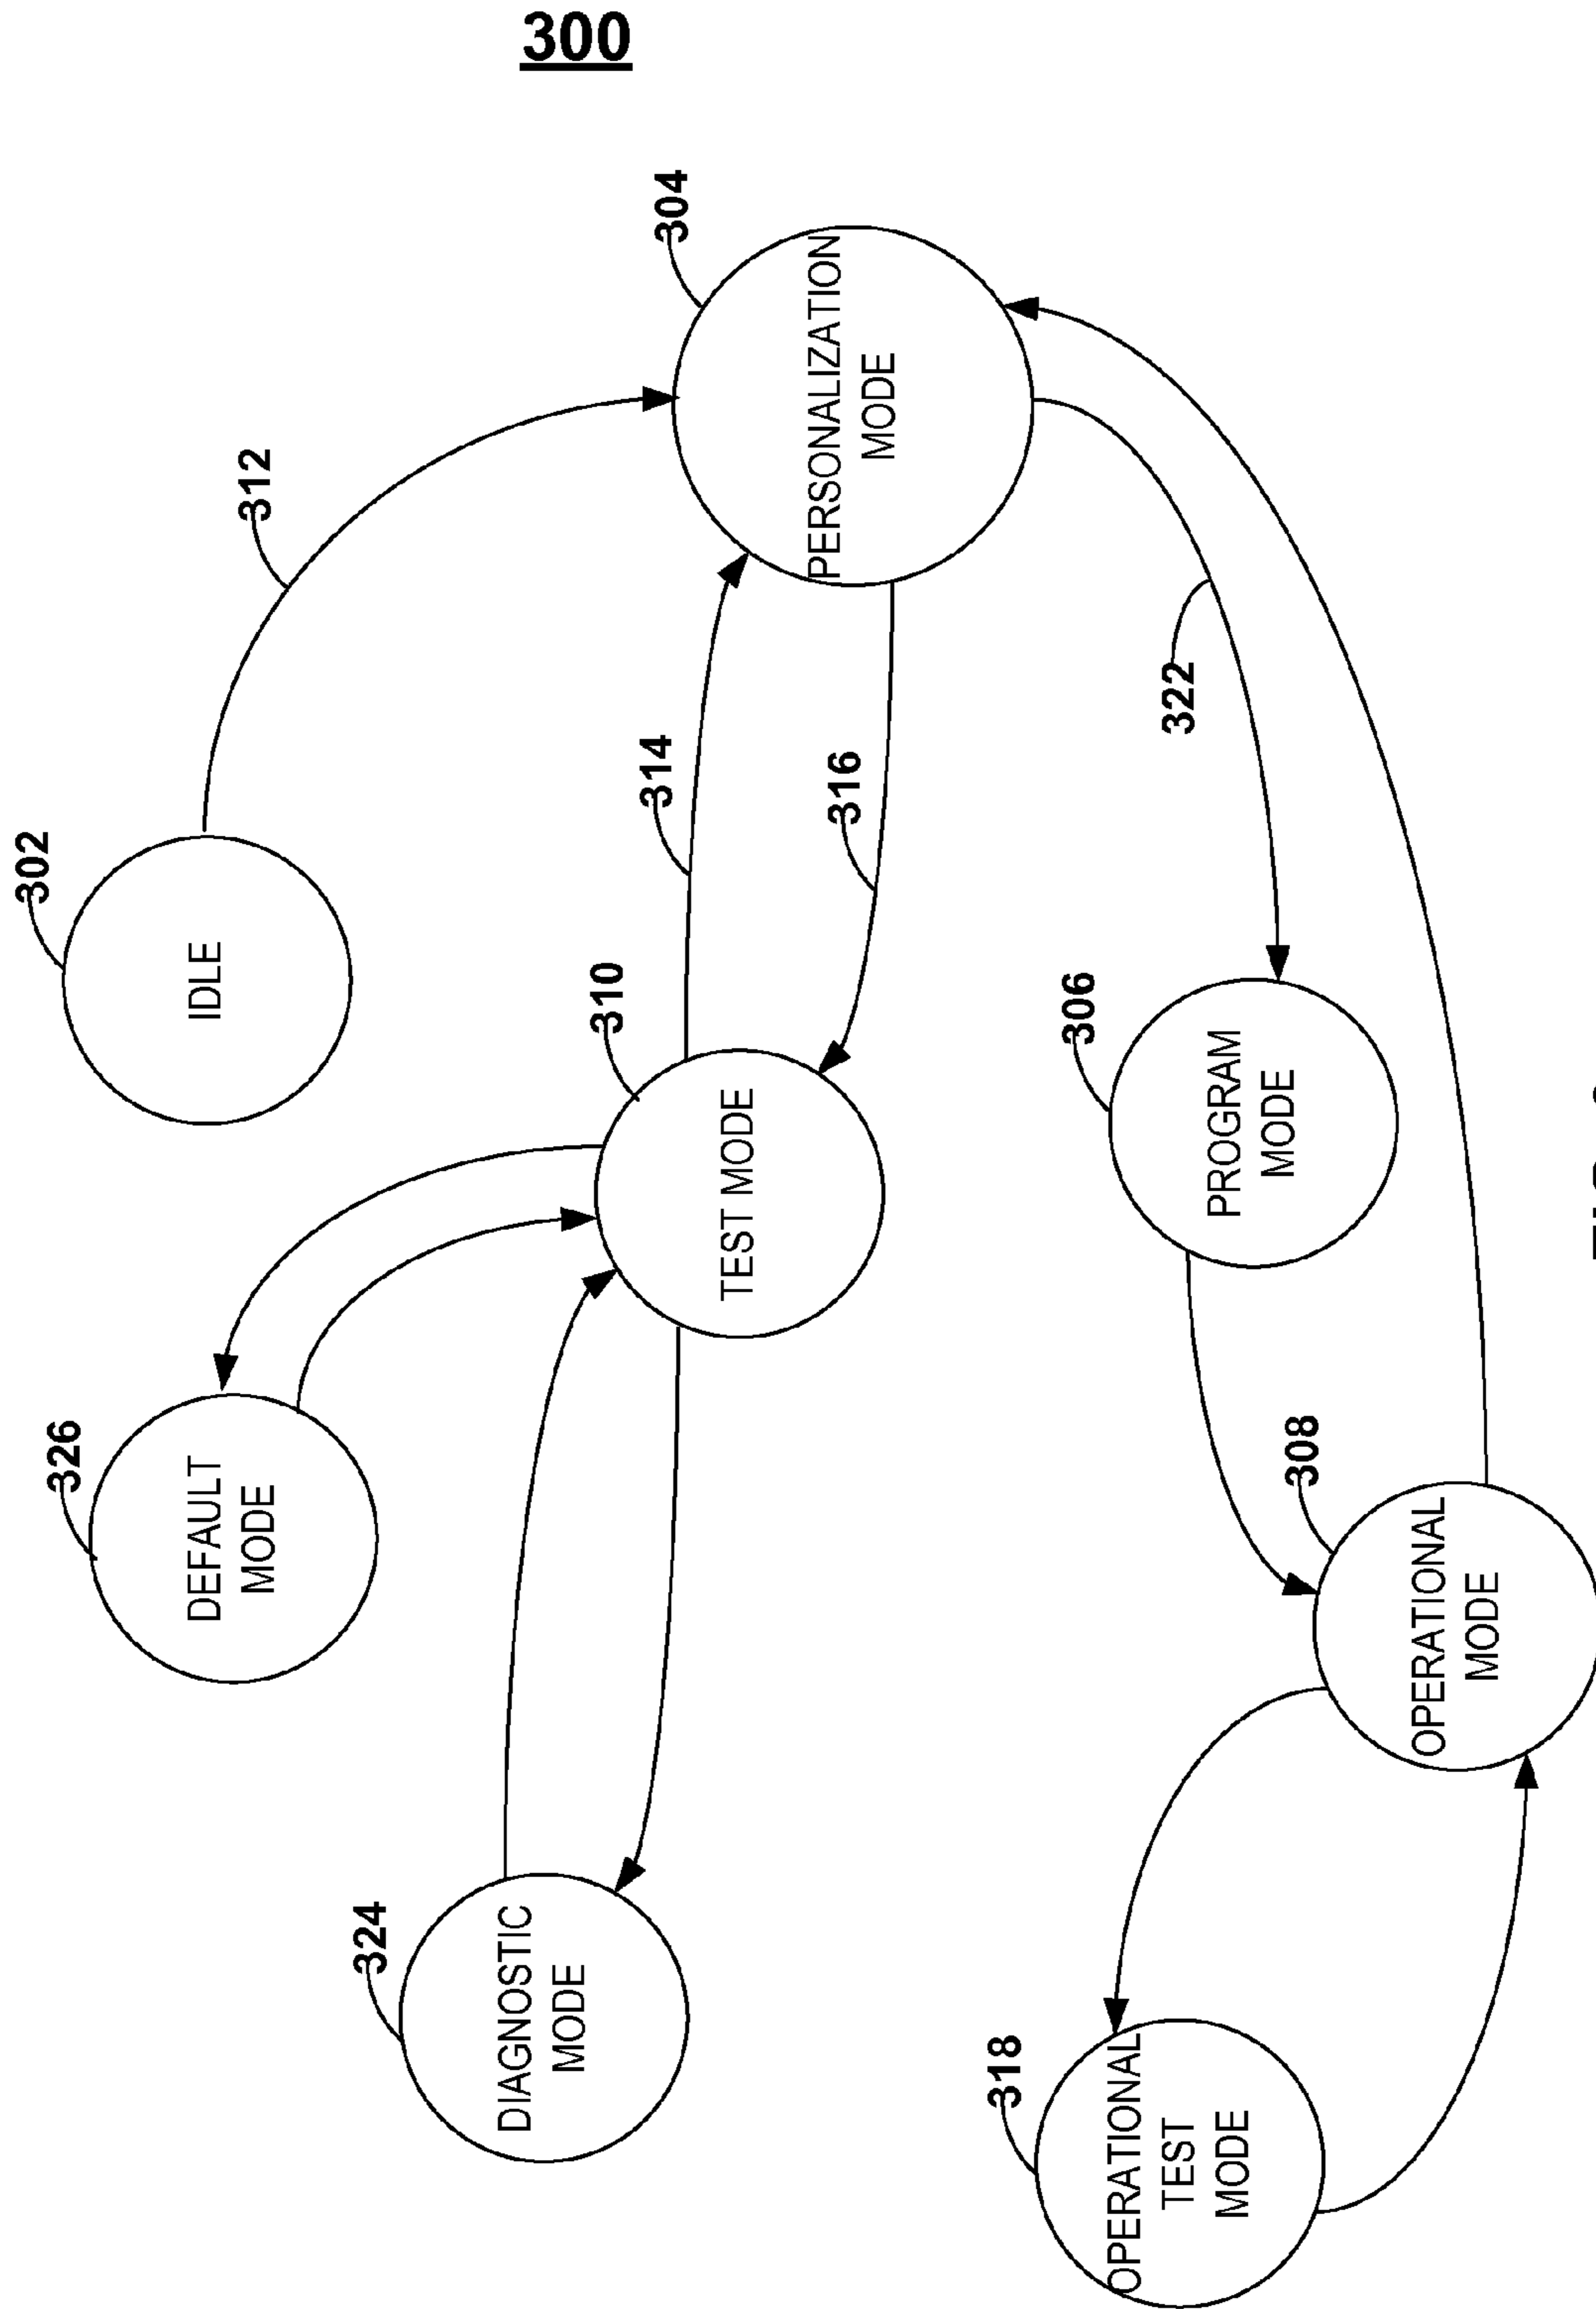 300
302
326
IDLE
DEFAULT
MODE
312
324
DIAGNOSTIC
MODE
310
314
304
TEST MODE
PERSONALIZATION
MODE
316
318
306
OPERATIONAL
TEST
MODE
322
PROGRAM
MODE
308
OPERATIONAL
MODE